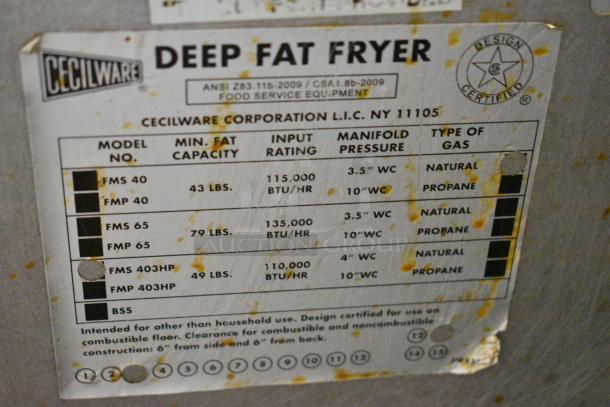 CECILWARE®
DEEP FAT FRYER
DESIGN CERTIFIED ®
ANSI Z83.11b-2009 / CSA1.8b-2009
FOOD SERVICE EQUIPMENT
CECILWARE CORPORATION L.I.C. NY 11105
MODEL NO. MIN. FAT CAPACITY INPUT RATING MANIFOLD PRESSURE TYPE OF GAS
FMS 40 43 LBS. 115,000 BTU/HR 3.5" WC NATURAL
FMP 40 10"WC PROPANE
FMS 65 79 LBS. 135,000 BTU/HR 3.5" WC NATURAL
FMP 65 10"WC PROPANE
FMS 403HP 49 LBS. 110,000 BTU/HR 4" WC NATURAL
FMP 403HP 10"WC PROPANE
BSS
AUCTION GROUP
Intended for other than household use. Design certified for use on
combustible floor. Clearance for combustible and noncombustible
construction: 6" from side and 6" from back.
12
1 2 4 5 6 7 8 9 10 11 12 14 15